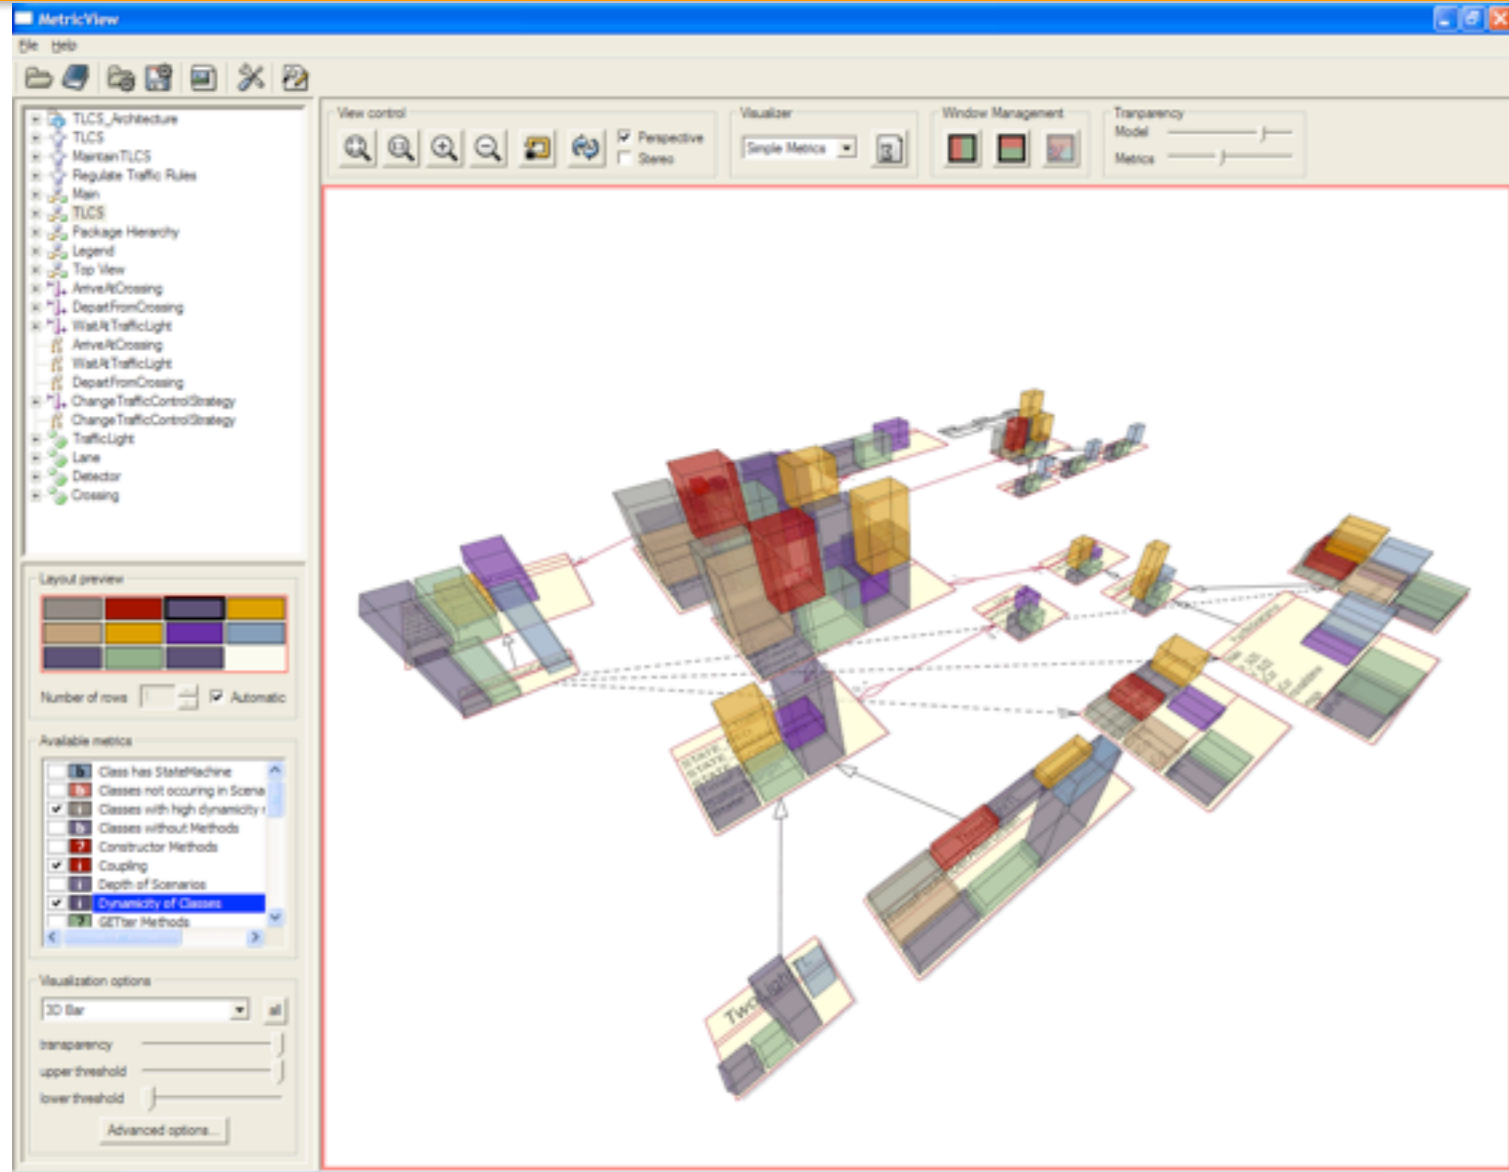 MetricView
File Help
TLCS_Architecture
TLCS
MaintainTLCS
Regulate Traffic Rules
Main
TLCS
Package Hierarchy
Legend
Top View
ArriveAtCrossing
DepartFromCrossing
WaitAtTrafficLight
ArriveAtCrossing
WaitAtTrafficLight
DepartFromCrossing
ChangeTrafficControlStrategy
ChangeTrafficControlStrategy
TrafficLight
Lane
Detector
Crossing
View control
Perspective
Stereo
Visualizer
Simple Metrics
Window Management
Tranparency
Model
Metrics
Layout preview
Number of rows
Automatic
Available metrics
Class has StateMachine
Classes not occuring in Scena
Classes with high dynamicity r
Classes without Methods
Constructor Methods
Coupling
Depth of Scenarios
Dynamicity of Classes
GETter Methods
Visualization options
3D Bar
all
transparency
upper threshold
lower threshold
Advanced options...
STATE
STATE
STATE